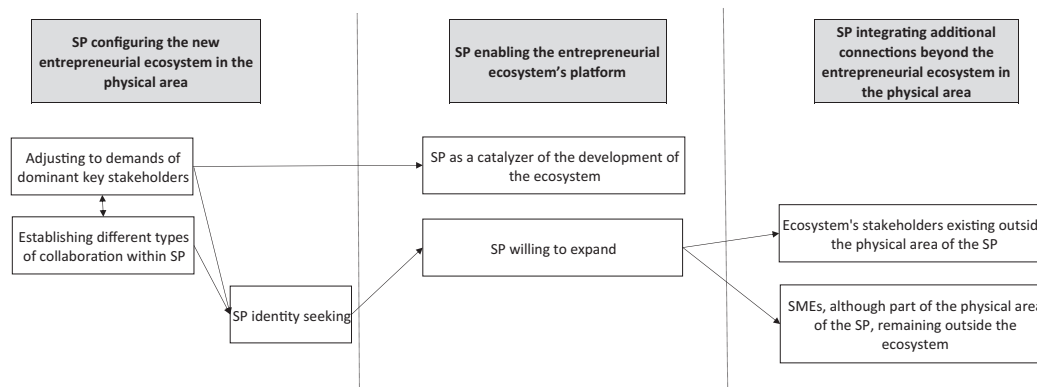 SP configuring the new
entrepreneurial ecosystem in the
physical area
SP enabling the entrepreneurial
ecosystem's platform
SP integrating additional
connections beyond the
entrepreneurial ecosystem in
the physical area
Adjusting to demands of
dominant key stakeholders
Establishing different types
of collaboration within SP
SP identity seeking
SP as a catalyzer of the development of
the ecosystem
SP willing to expand
Ecosystem's stakeholders existing outsid
the physical area of the SP
SMEs, although part of the physical area
of the SP, remaining outside the
ecosystem